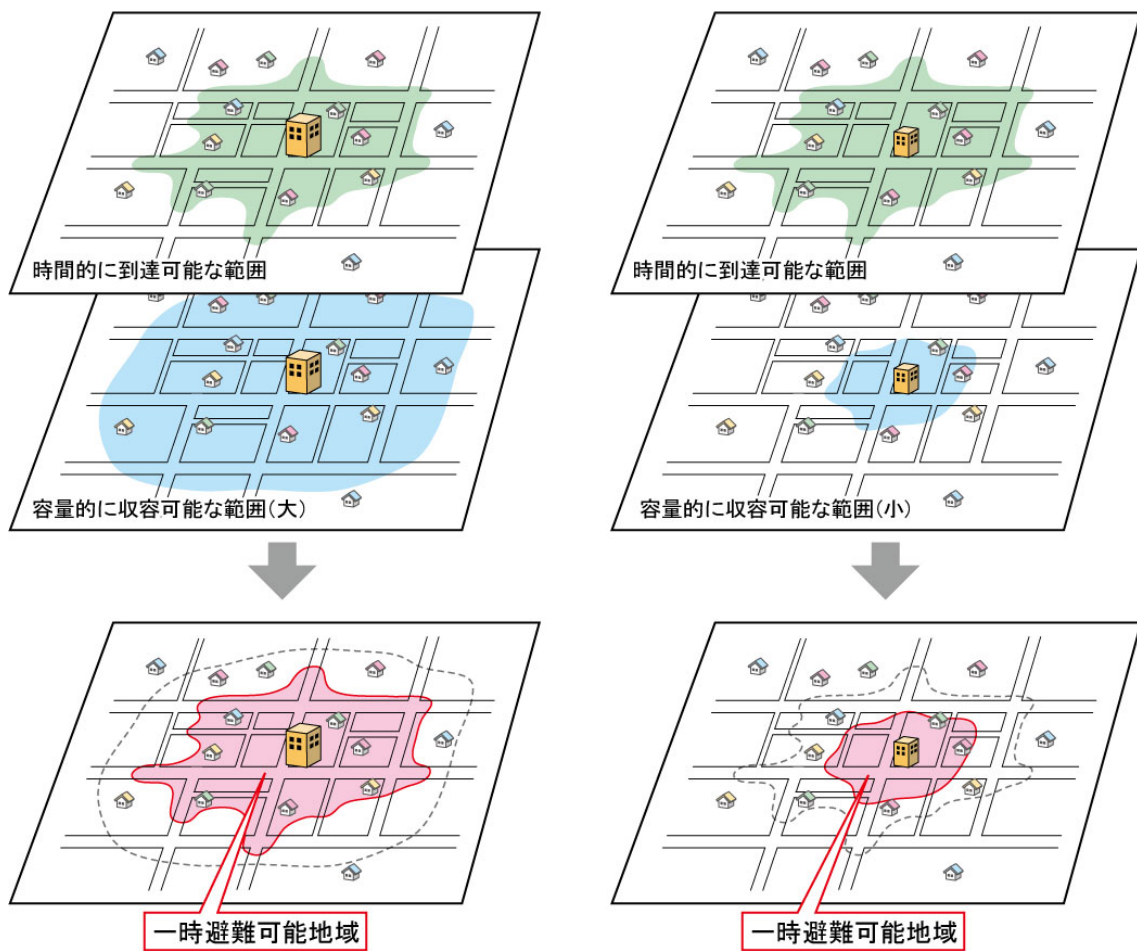 時間的に到達可能な範囲
時間的に到達可能な範囲
容量的に収容可能な範囲(大)
容量的に収容可能な範囲(小)
一時避難可能地域
一時避難可能地域